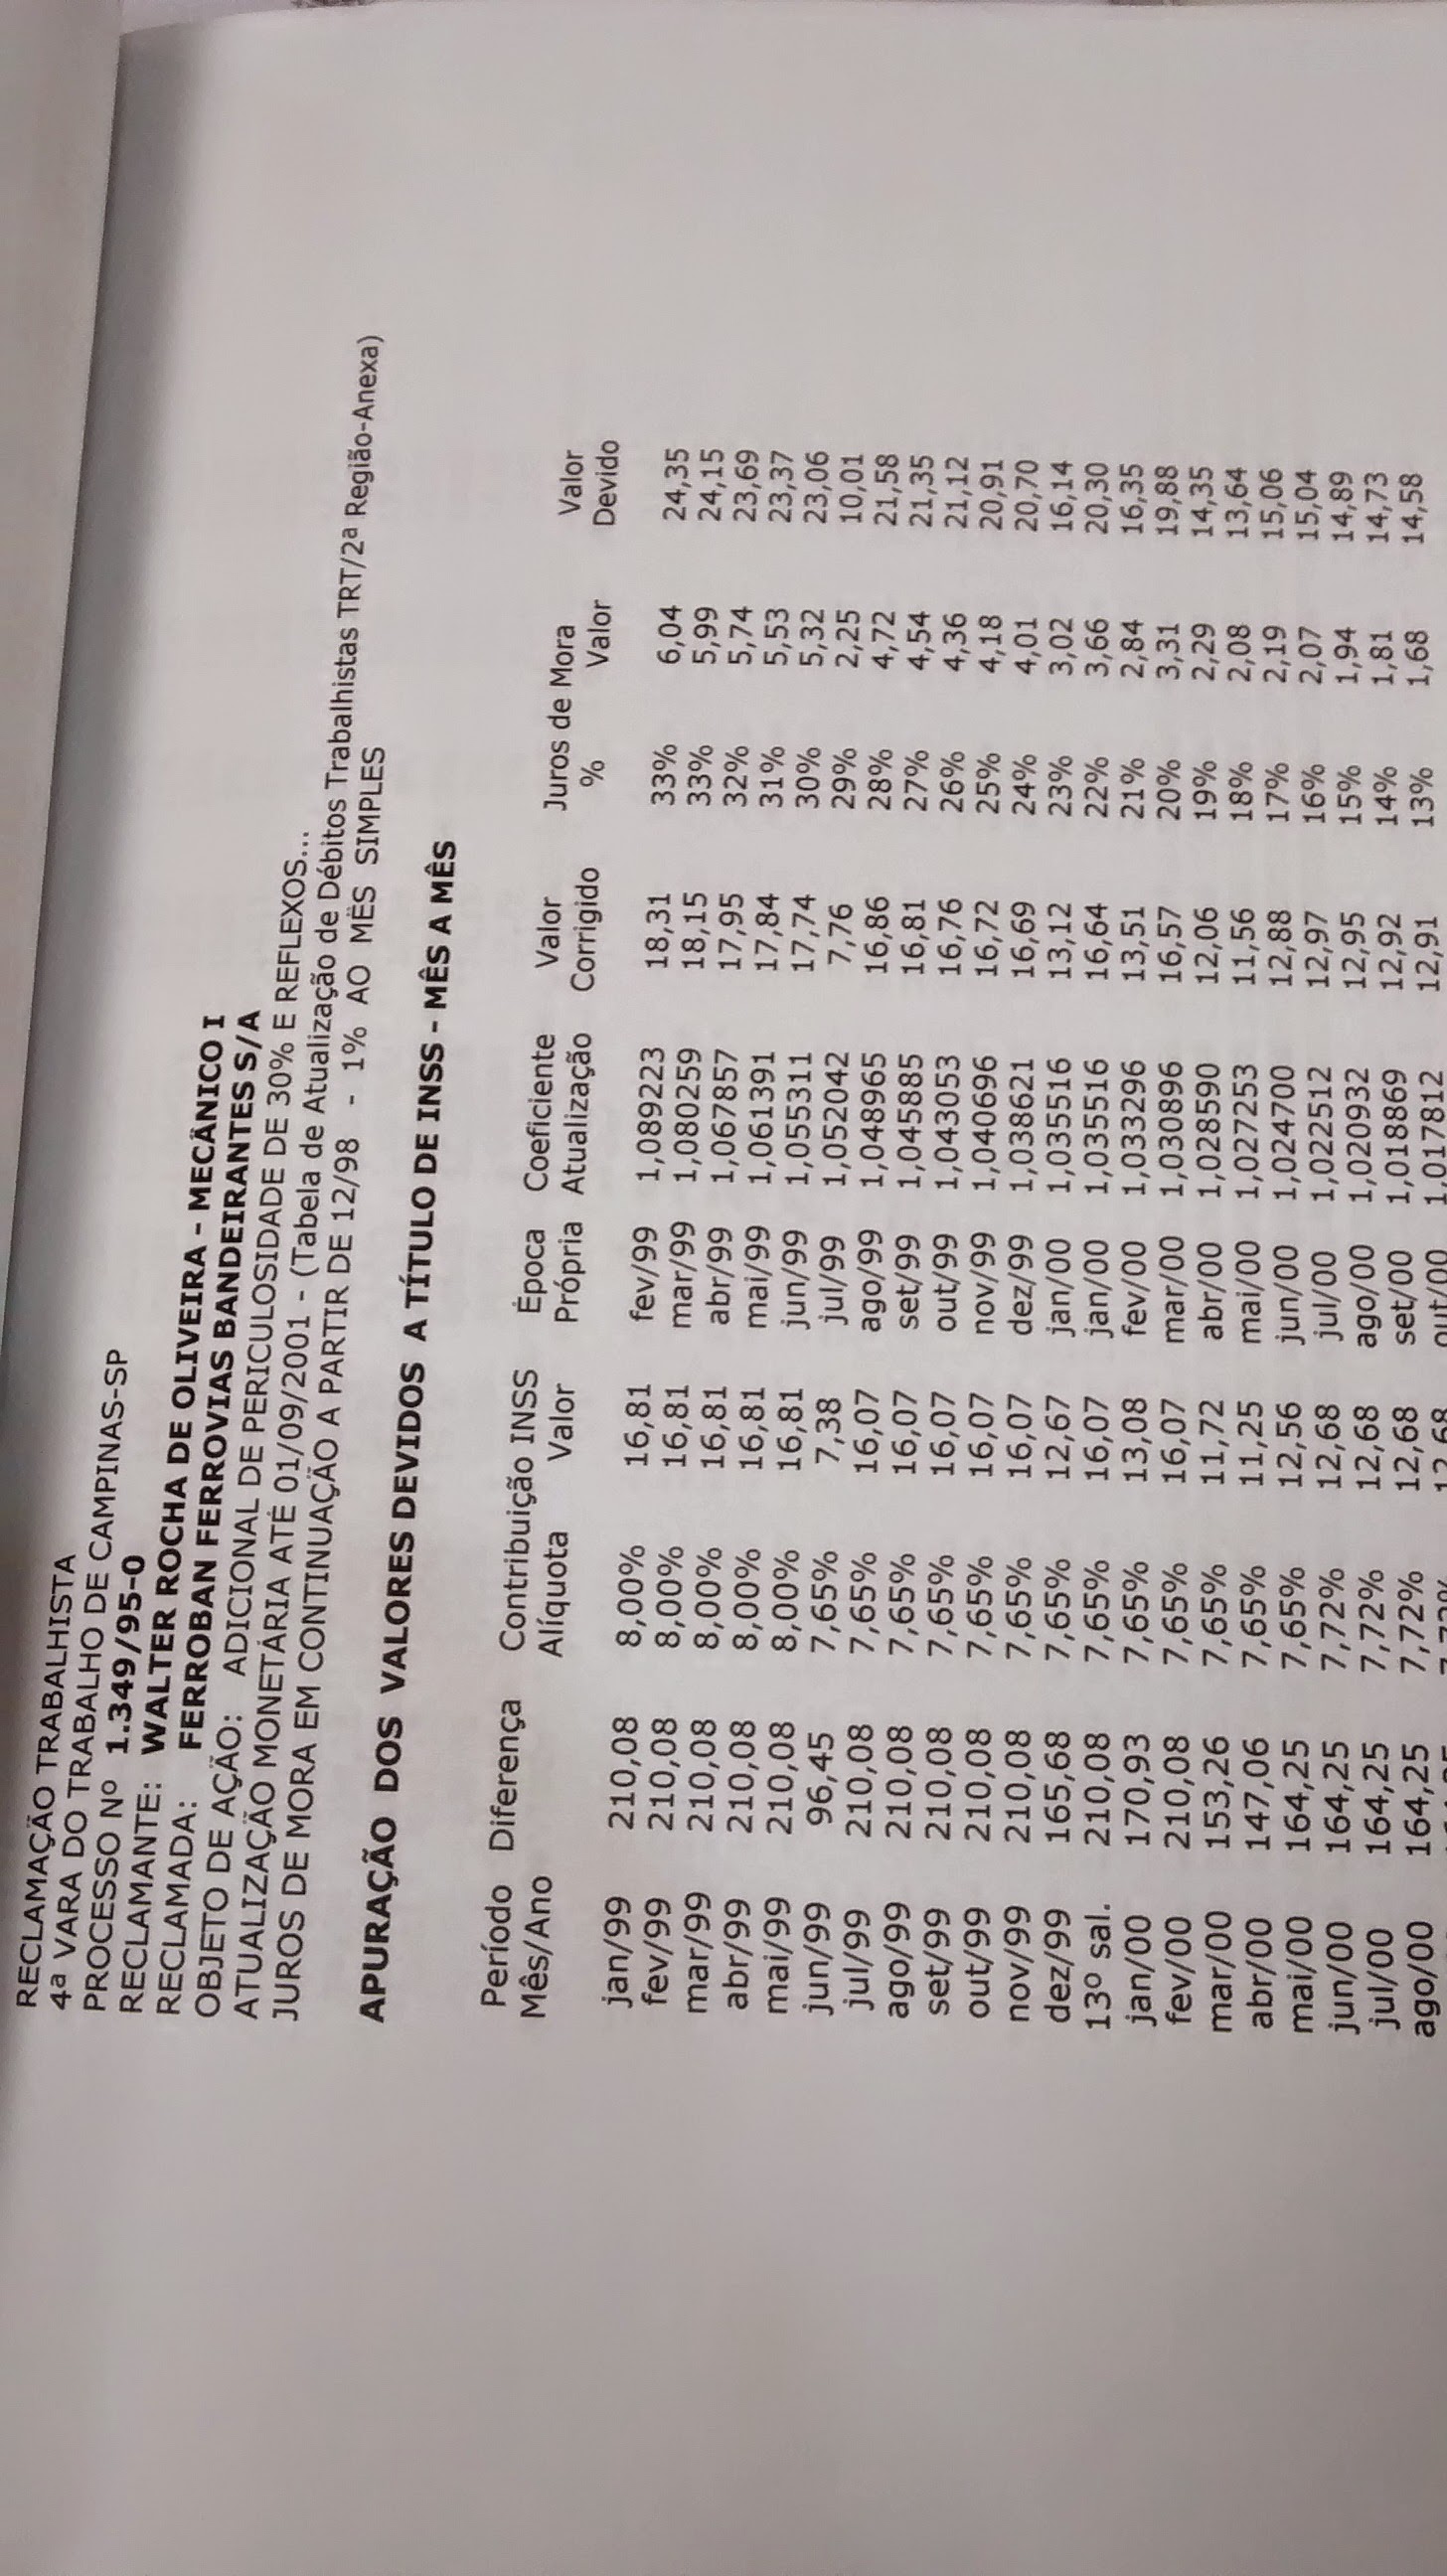 RECLAMAÇÃO TRABALHISTA
4ª VARA DO TRABALHO DE CAMPINAS-SP
PROCESSO Nº 1.349/95-0
RECLAMANTE: WALTER ROCHA DE OLIVEIRA - MECÂNICO I
RECLAMADA: FERROBAN FERROVIAS BANDEIRANTES S/A
OBJETO DE AÇÃO: ADICIONAL DE PERICULOSIDADE DE 30% E REFLEXOS...
ATUALIZAÇÃO MONETÁRIA ATÉ 01/09/2001 - (Tabela de Atualização de Débitos Trabalhistas TRT/2ª Região-Anexa)
JUROS DE MORA EM CONTINUAÇÃO A PARTIR DE 12/98 - 1% AO MÊS SIMPLES
APURAÇÃO DOS VALORES DEVIDOS A TÍTULO DE INSS - MÊS A MÊS
Período Diferença Contribuição INSS Época Coeficiente Valor Juros de Mora Valor
Mês/Ano Alíquota Valor Própria Atualização Corrigido % Valor Devido
jan/99 210,08 8,00% 16,81 fev/99 1,089223 18,31 33% 6,04 24,35
fev/99 210,08 8,00% 16,81 mar/99 1,080259 18,15 33% 5,99 24,15
mar/99 210,08 8,00% 16,81 abr/99 1,067857 17,95 32% 5,74 23,69
abr/99 210,08 8,00% 16,81 mai/99 1,061391 17,84 31% 5,53 23,37
mai/99 210,08 8,00% 16,81 jun/99 1,055311 17,74 30% 5,32 23,06
jun/99 96,45 7,65% 7,38 jul/99 1,052042 7,76 29% 2,25 10,01
jul/99 210,08 7,65% 16,07 ago/99 1,048965 16,86 28% 4,72 21,58
ago/99 210,08 7,65% 16,07 set/99 1,045885 16,81 27% 4,54 21,35
set/99 210,08 7,65% 16,07 out/99 1,043053 16,76 26% 4,36 21,12
out/99 210,08 7,65% 16,07 nov/99 1,040696 16,72 25% 4,18 20,91
nov/99 210,08 7,65% 16,07 dez/99 1,038621 16,69 24% 4,01 20,70
dez/99 165,68 7,65% 12,67 jan/00 1,035516 13,12 23% 3,02 16,14
13º sal. 210,08 7,65% 16,07 jan/00 1,035516 16,64 22% 3,66 20,30
jan/00 170,93 7,65% 13,08 fev/00 1,033296 13,51 21% 2,84 16,35
fev/00 210,08 7,65% 16,07 mar/00 1,030896 16,57 20% 3,31 19,88
mar/00 153,26 7,65% 11,72 abr/00 1,028590 12,06 19% 2,29 14,35
abr/00 147,06 7,65% 11,25 mai/00 1,027253 11,56 18% 2,08 13,64
mai/00 164,25 7,65% 12,56 jun/00 1,024700 12,88 17% 2,19 15,06
jun/00 164,25 7,72% 12,68 jul/00 1,022512 12,97 16% 2,07 15,04
jul/00 164,25 7,72% 12,68 ago/00 1,020932 12,95 15% 1,94 14,89
ago/00 164,25 7,72% 12,68 set/00 1,018869 12,92 14% 1,81 14,73
out/00 1,017812 12,91 13% 1,68 14,58